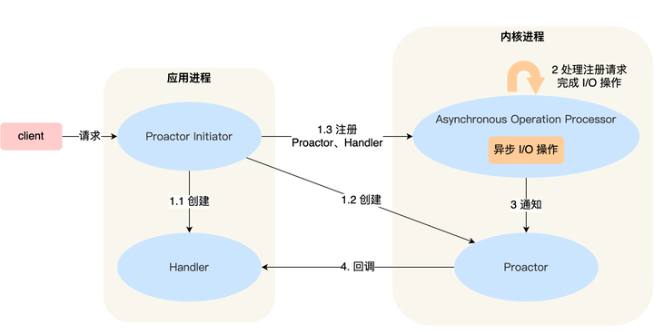 内核进程
应用进程
2 处理注册请求
完成 I/O 操作
Asynchronous Operation Processor
client
请求
Proactor Initiator
1.3 注册
Proactor、Handler
异步 I/O 操作
1.1 创建
1.2 创建
3 通知
Handler
4. 回调
Proactor